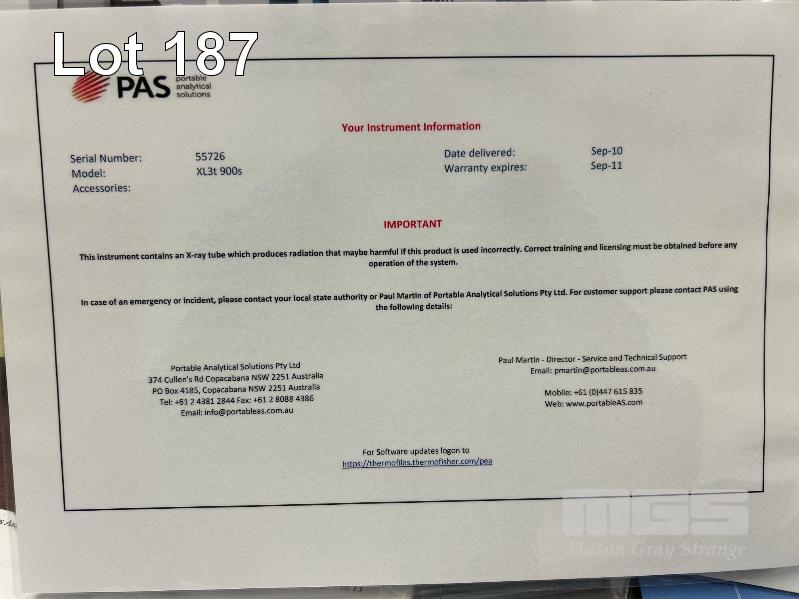 Lot 187
PAS portable
analytical
solutions
Your Instrument Information
Serial Number: 55726
Model: XL3t 900s
Accessories:
Date delivered: Sep-10
Warranty expires: Sep-11
IMPORTANT
This instrument contains an X-ray tube which produces radiation that maybe harmful if this product is used incorrectly. Correct training and licensing must be obtained before any
operation of the system.
In case of an emergency or incident, please contact your local state authority or Paul Martin of Portable Analytical Solutions Pty Ltd. For customer support please contact PAS using
the following details:
Portable Analytical Solutions Pty Ltd
374 Cullen's Rd Copacabana NSW 2251 Australia
PO Box 4185, Copacabana NSW 2251 Australia
Tel: +61 2 4381 2844 Fax: +61 2 8088 4386
Email: info@portableas.com.au
Paul Martin - Director - Service and Technical Support
Email: pmartin@portableas.com.au
Mobile: +61 (0)447 615 835
Web: www.portableAS.com
For Software updates logon to
https://thermofiles.thermofisher.com/pea
MGS
Mason Gray Strange